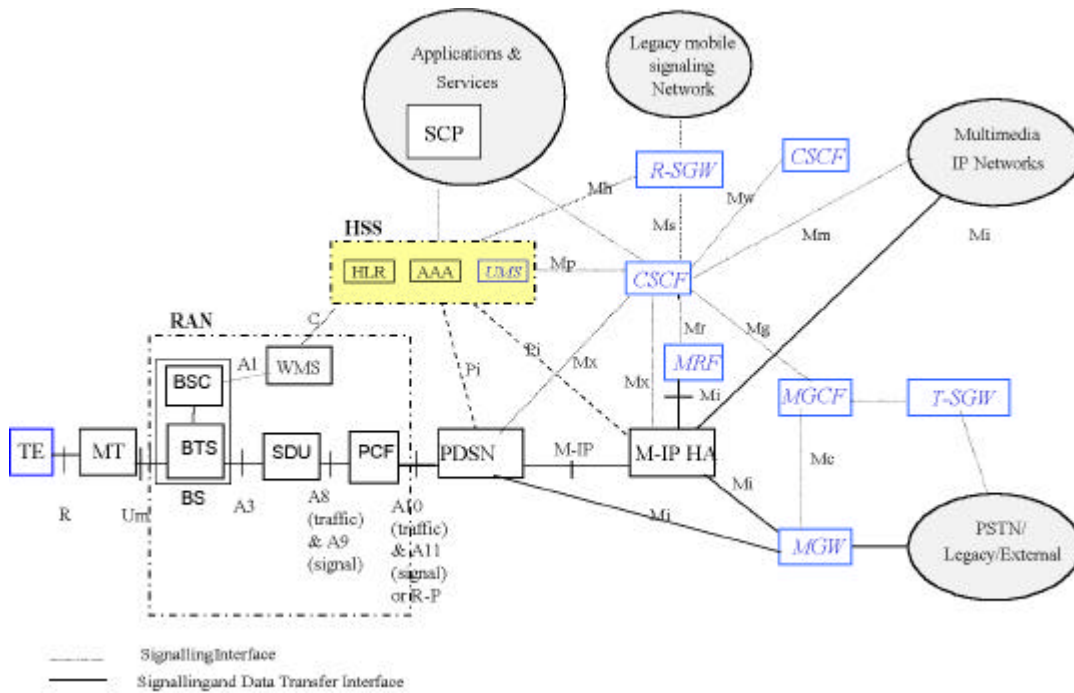 Applications &
Services
SCP
Legacy mobile
signaling
Network
Multimedia
IP Networks
R-SGW
CSCF
Mh
Mw
Ms
Mm
Mi
HSS
HLR
AAA
UMS
Mp
CSCF
C
RAN
Mr
Mg
A1
WMS
Pi
Pi
Mx
Mx
MRF
BSC
Mi
MGCF
T-SGW
TE
MT
BTS
SDU
PCF
PDSN
M-IP
M-IP HA
Mc
BS
R
Um
A3
A8
(traffic)
& A9
(signal)
A10
(traffic)
& A11
(signal)
or R-P
Mi
Mi
MGW
PSTN/
Legacy/External
Signalling Interface
Signalling and Data Transfer Interface